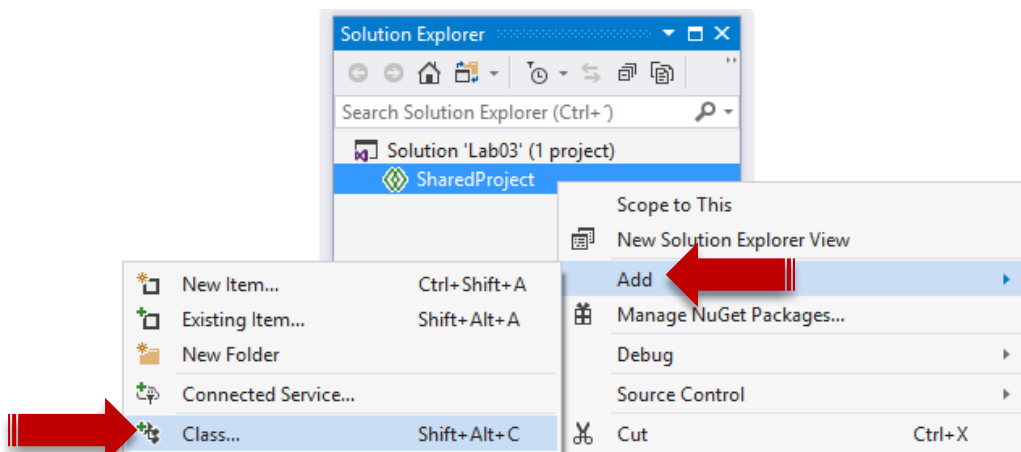 Solution Explorer
Search Solution Explorer (Ctrl+´)
Solution 'Lab03' (1 project)
SharedProject
Scope to This
New Solution Explorer View
Add
Manage NuGet Packages...
Debug
Source Control
Cut Ctrl+X
New Item... Ctrl+Shift+A
Existing Item... Shift+Alt+A
New Folder
Connected Service...
Class... Shift+Alt+C